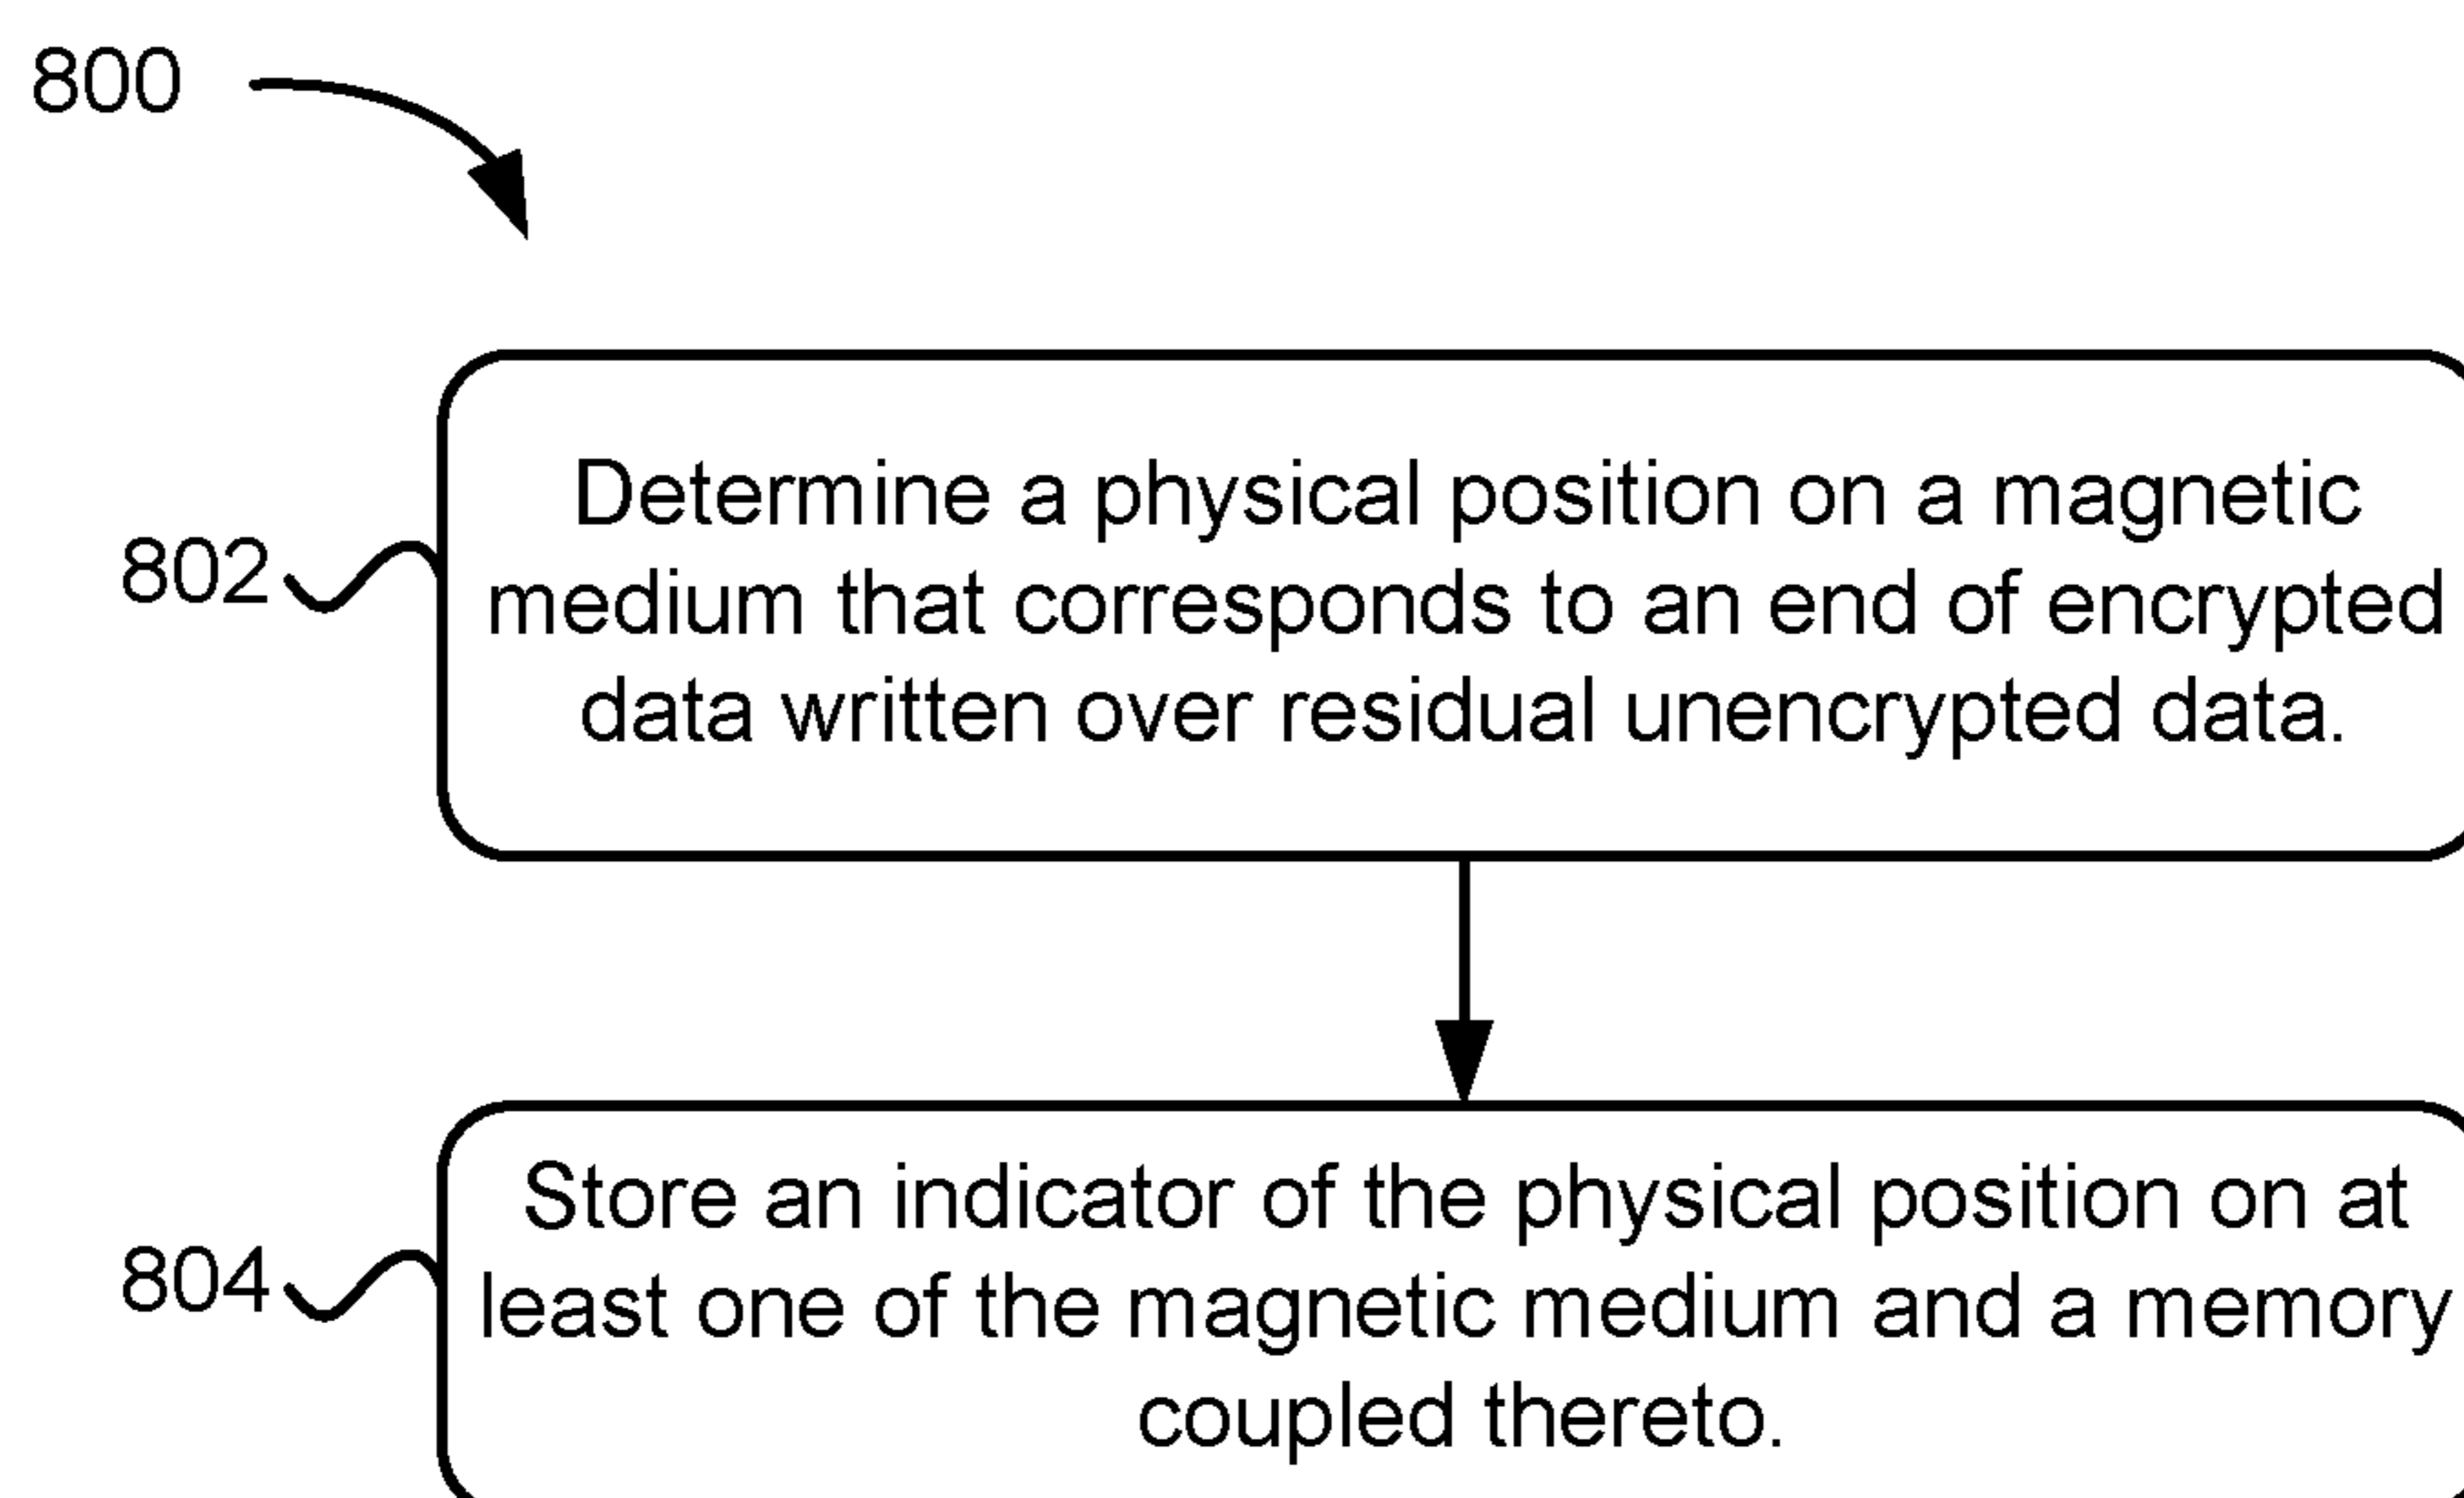 800
802
Determine a physical position on a magnetic
medium that corresponds to an end of encrypted
data written over residual unencrypted data.
804
Store an indicator of the physical position on at
least one of the magnetic medium and a memory
coupled thereto.